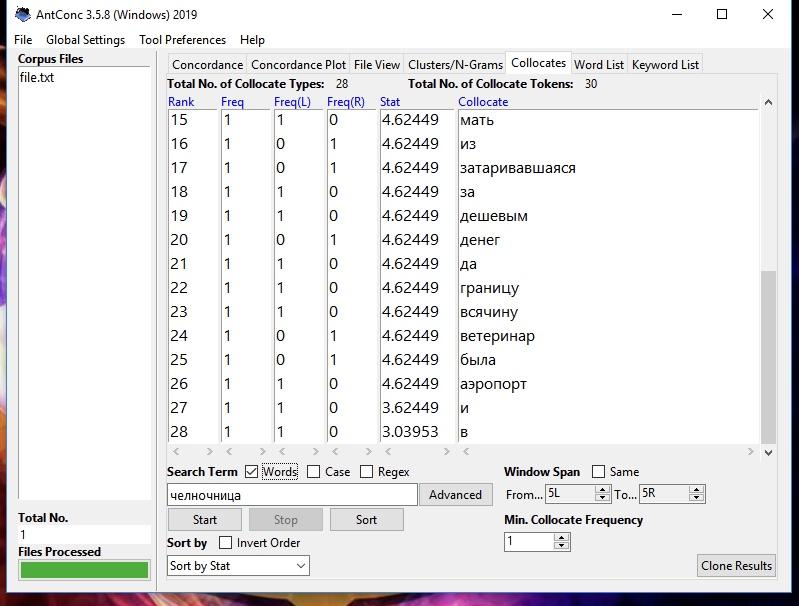 AntConc 3.5.8 (Windows) 2019
File Global Settings Tool Preferences Help
Corpus Files
file.txt
Total No.
1
Files Processed
Concordance Concordance Plot File View Clusters/N-Grams Collocates Word List Keyword List
Total No. of Collocate Types: 28 Total No. of Collocate Tokens: 30
Rank Freq Freq(L) Freq(R) Stat Collocate
15 1 1 0 4.62449 мать
16 1 0 1 4.62449 из
17 1 0 1 4.62449 затаривавшаяся
18 1 1 0 4.62449 за
19 1 1 0 4.62449 дешевым
20 1 0 1 4.62449 денег
21 1 1 0 4.62449 да
22 1 1 0 4.62449 границу
23 1 1 0 4.62449 всячину
24 1 0 1 4.62449 ветеринар
25 1 0 1 4.62449 была
26 1 1 0 4.62449 аэропорт
27 1 1 0 3.62449 и
28 1 1 0 3.03953 в
Search Term Words Case Regex
челночница Advanced
Start Stop Sort
Sort by Invert Order
Sort by Stat
Window Span Same
From... 5L To... 5R
Min. Collocate Frequency
1
Clone Results